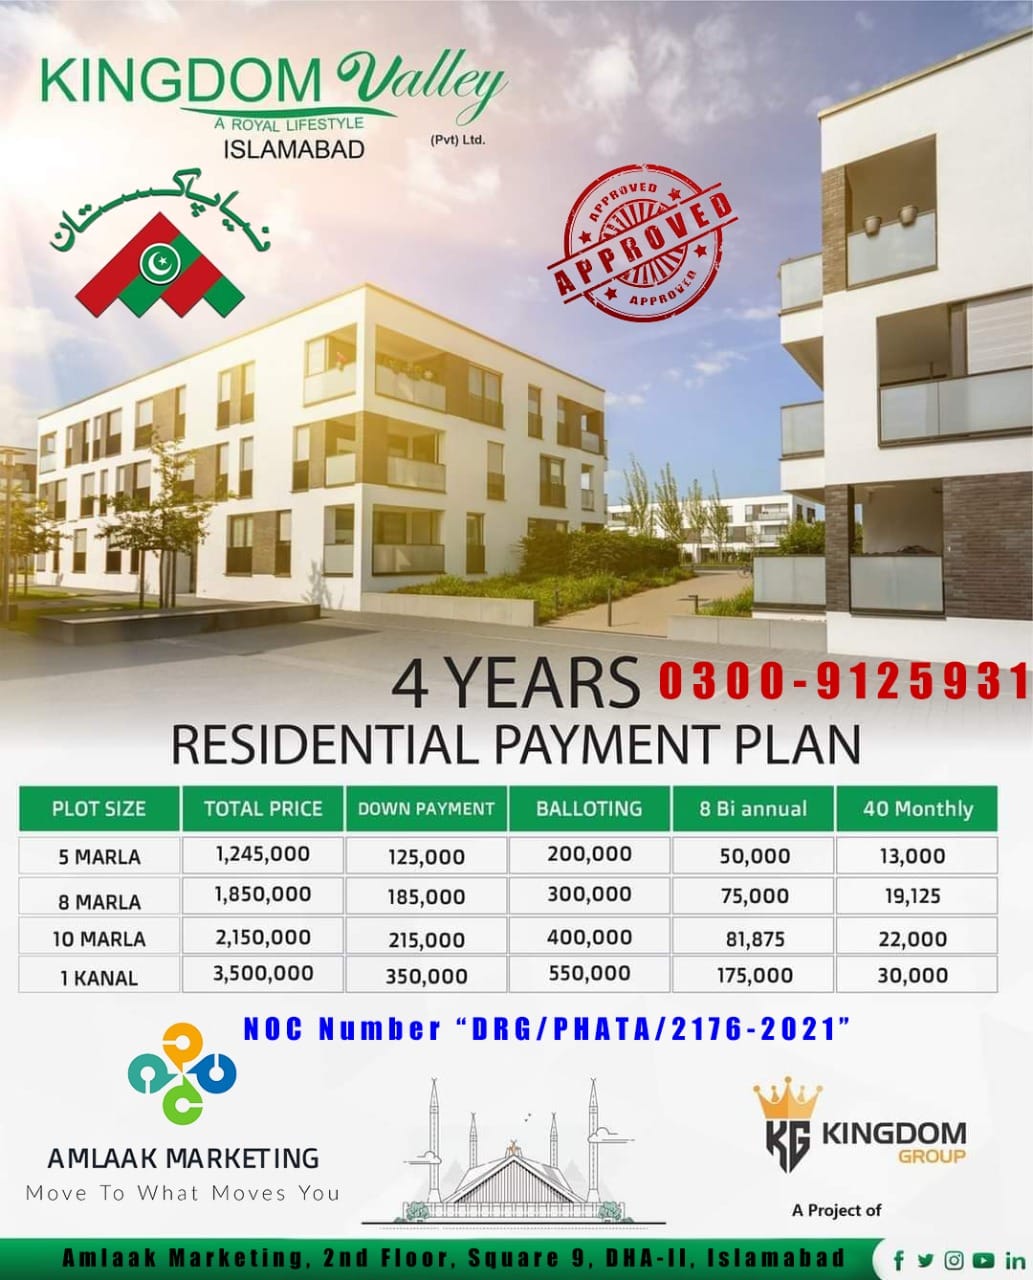 KINGDOM Valley
A ROYAL LIFESTYLE
ISLAMABAD
(Pvt) Ltd.
نیا پاکستان
APPROVED
APPROVED
APPROVED
4 YEARS 0300-9125931
RESIDENTIAL PAYMENT PLAN
PLOT SIZE TOTAL PRICE DOWN PAYMENT BALLOTING 8 Bi annual 40 Monthly
5 MARLA 1,245,000 125,000 200,000 50,000 13,000
8 MARLA 1,850,000 185,000 300,000 75,000 19,125
10 MARLA 2,150,000 215,000 400,000 81,875 22,000
1 KANAL 3,500,000 350,000 550,000 175,000 30,000
NOC Number “DRG/PHATA/2176-2021”
AMLAAK MARKETING
Move To What Moves You
KG KINGDOM
GROUP
A Project of
Amlaak Marketing, 2nd Floor, Square 9, DHA-II, Islamabad